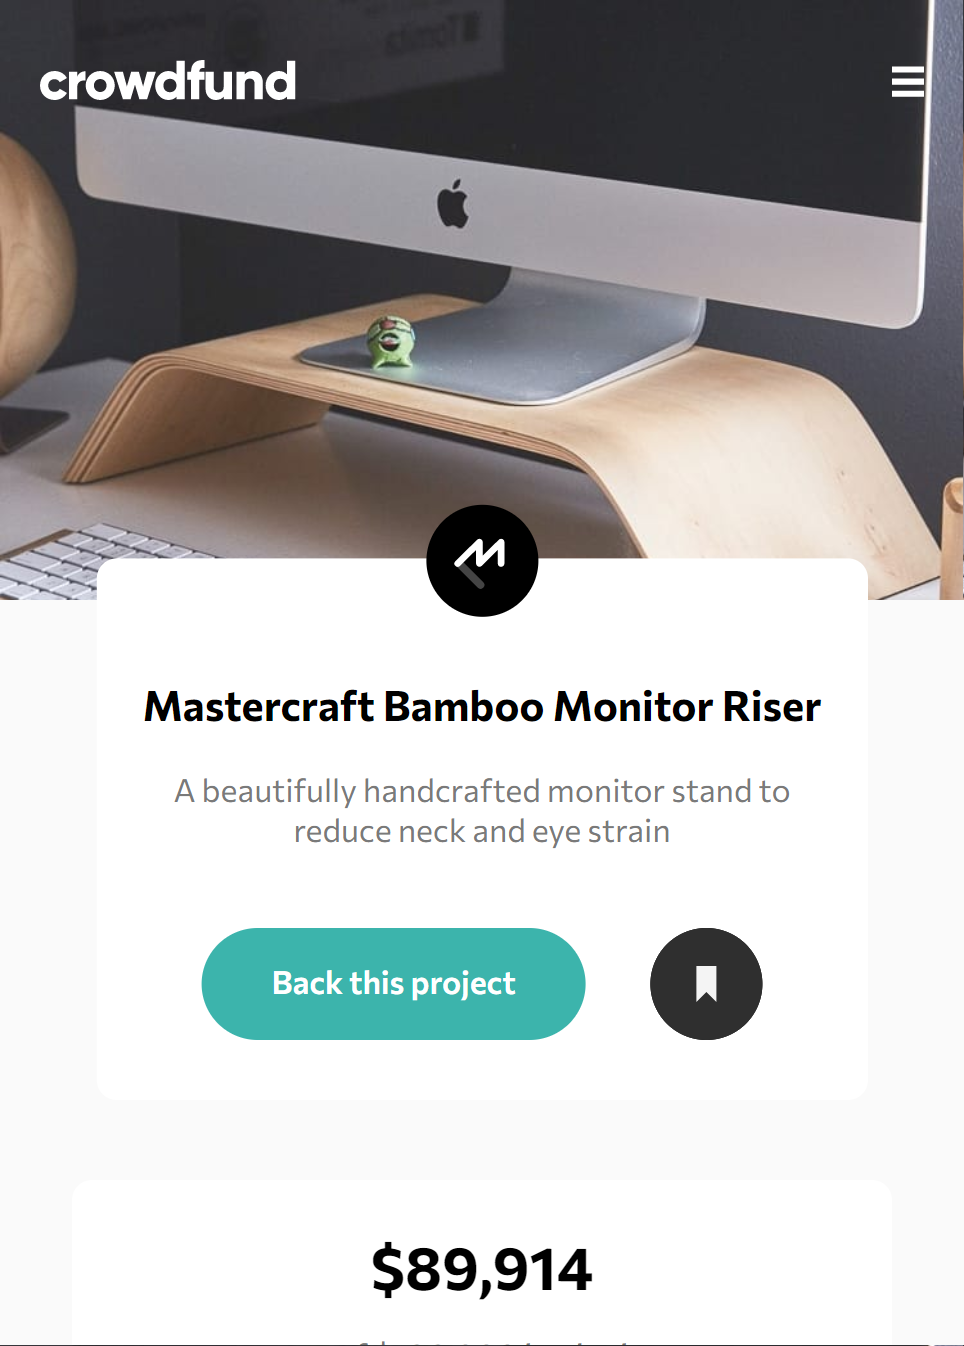 crowdfund
Mastercraft Bamboo Monitor Riser
A beautifully handcrafted monitor stand to
reduce neck and eye strain
Back this project
$89,914